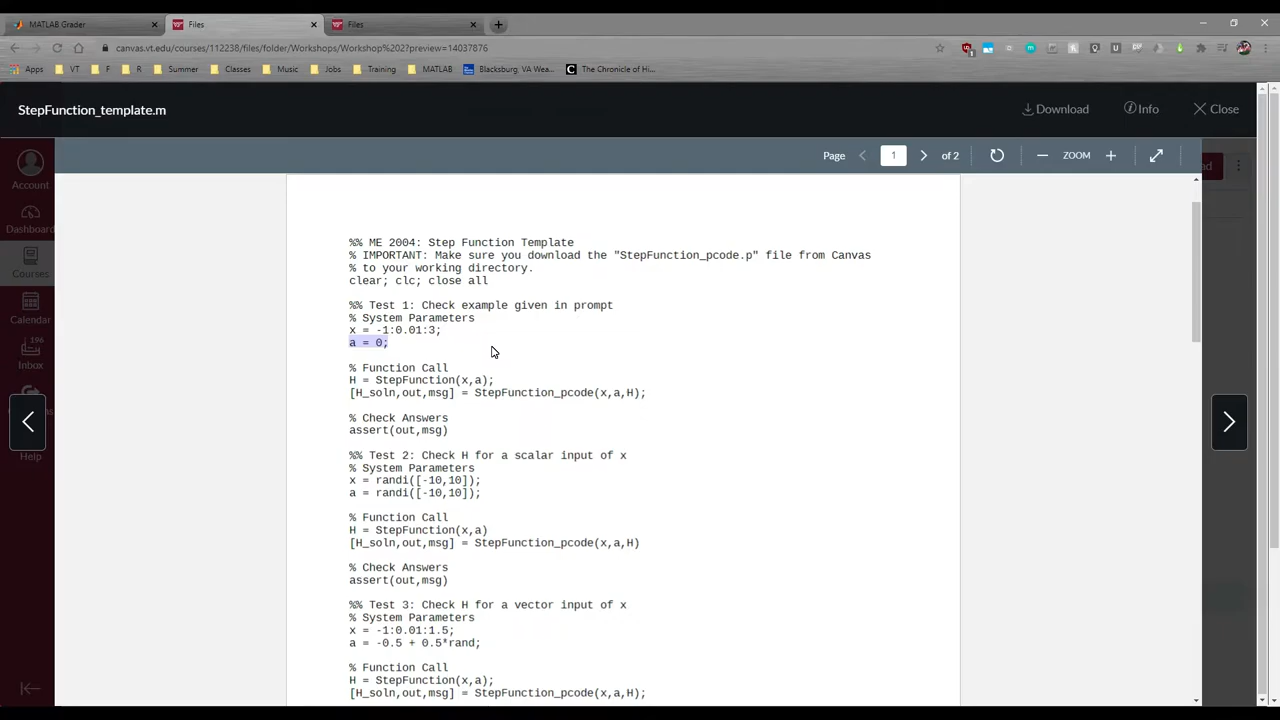 MATLAB Grader
Files
Files
canvas.vt.edu/courses/112238/files/folder/Workshops/Workshop%202?preview=14037876
Apps VT F R Summer Classes Music Jobs Training MATLAB Blacksburg, VA Wea... The Chronicle of Hi...
StepFunction_template.m
Download Info Close
Page 1 of 2 ZOOM
Account
Dashboard
Courses
Calendar
196
Inbox
Help
%% ME 2004: Step Function Template
% IMPORTANT: Make sure you download the "StepFunction_pcode.p" file from Canvas
% to your working directory.
clear; clc; close all
%% Test 1: Check example given in prompt
% System Parameters
x = -1:0.01:3;
a = 0;
% Function Call
H = StepFunction(x,a);
[H_soln,out,msg] = StepFunction_pcode(x,a,H);
% Check Answers
assert(out,msg)
%% Test 2: Check H for a scalar input of x
% System Parameters
x = randi([-10,10]);
a = randi([-10,10]);
% Function Call
H = StepFunction(x,a)
[H_soln,out,msg] = StepFunction_pcode(x,a,H)
% Check Answers
assert(out,msg)
%% Test 3: Check H for a vector input of x
% System Parameters
x = -1:0.01:1.5;
a = -0.5 + 0.5*rand;
% Function Call
H = StepFunction(x,a);
[H_soln,out,msg] = StepFunction_pcode(x,a,H);